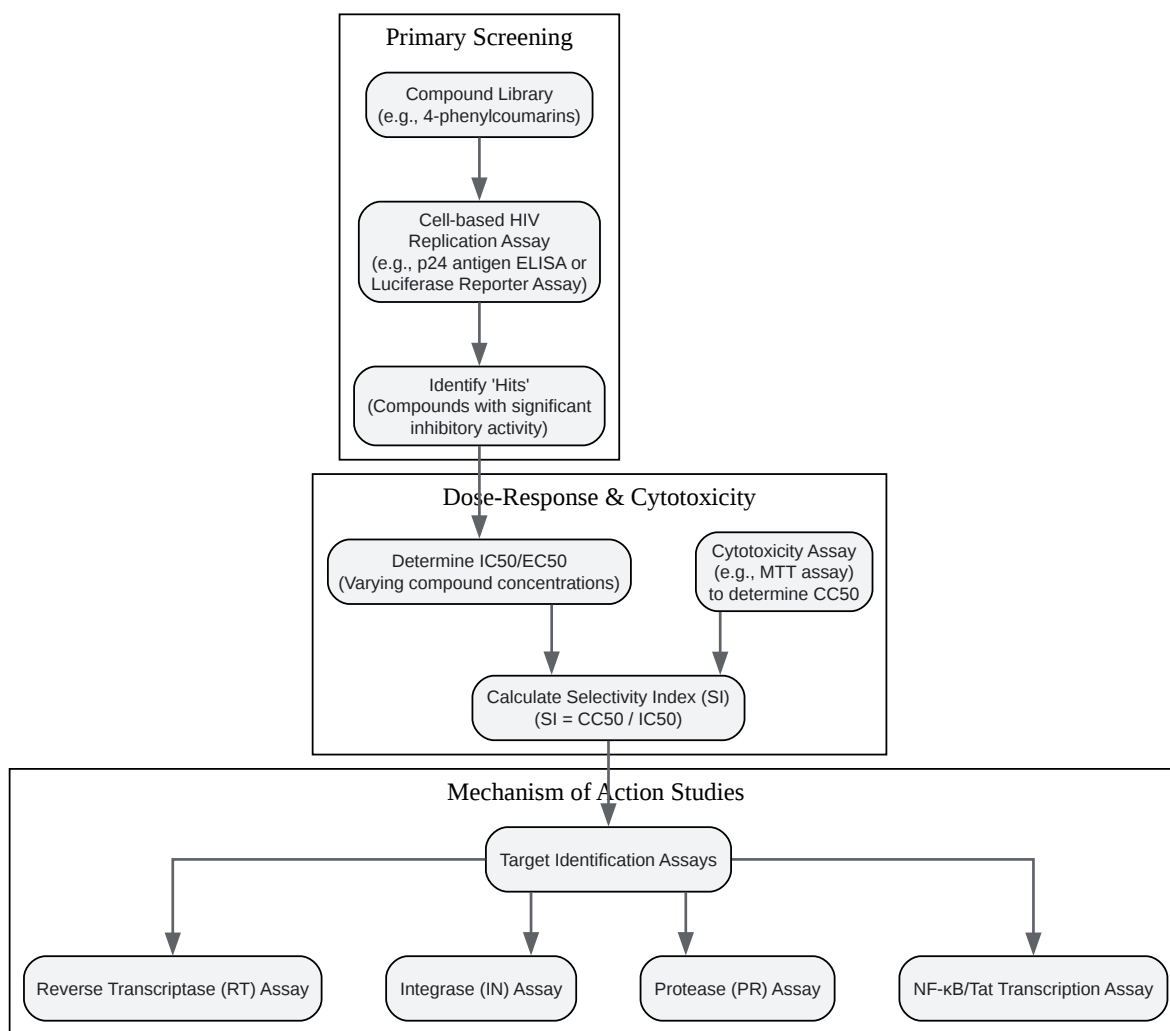 Primary Screening
Compound Library
(e.g., 4-phenylcoumarins)
Cell-based HIV
Replication Assay
(e.g., p24 antigen ELISA or
Luciferase Reporter Assay)
Identify 'Hits'
(Compounds with significant
inhibitory activity)
Dose-Response & Cytotoxicity
Determine IC50/EC50
(Varying compound concentrations)
Cytotoxicity Assay
(e.g., MTT assay)
to determine CC50
Calculate Selectivity Index (SI)
(SI = CC50 / IC50)
Mechanism of Action Studies
Target Identification Assays
Reverse Transcriptase (RT) Assay
Integrase (IN) Assay
Protease (PR) Assay
NF-κB/Tat Transcription Assay